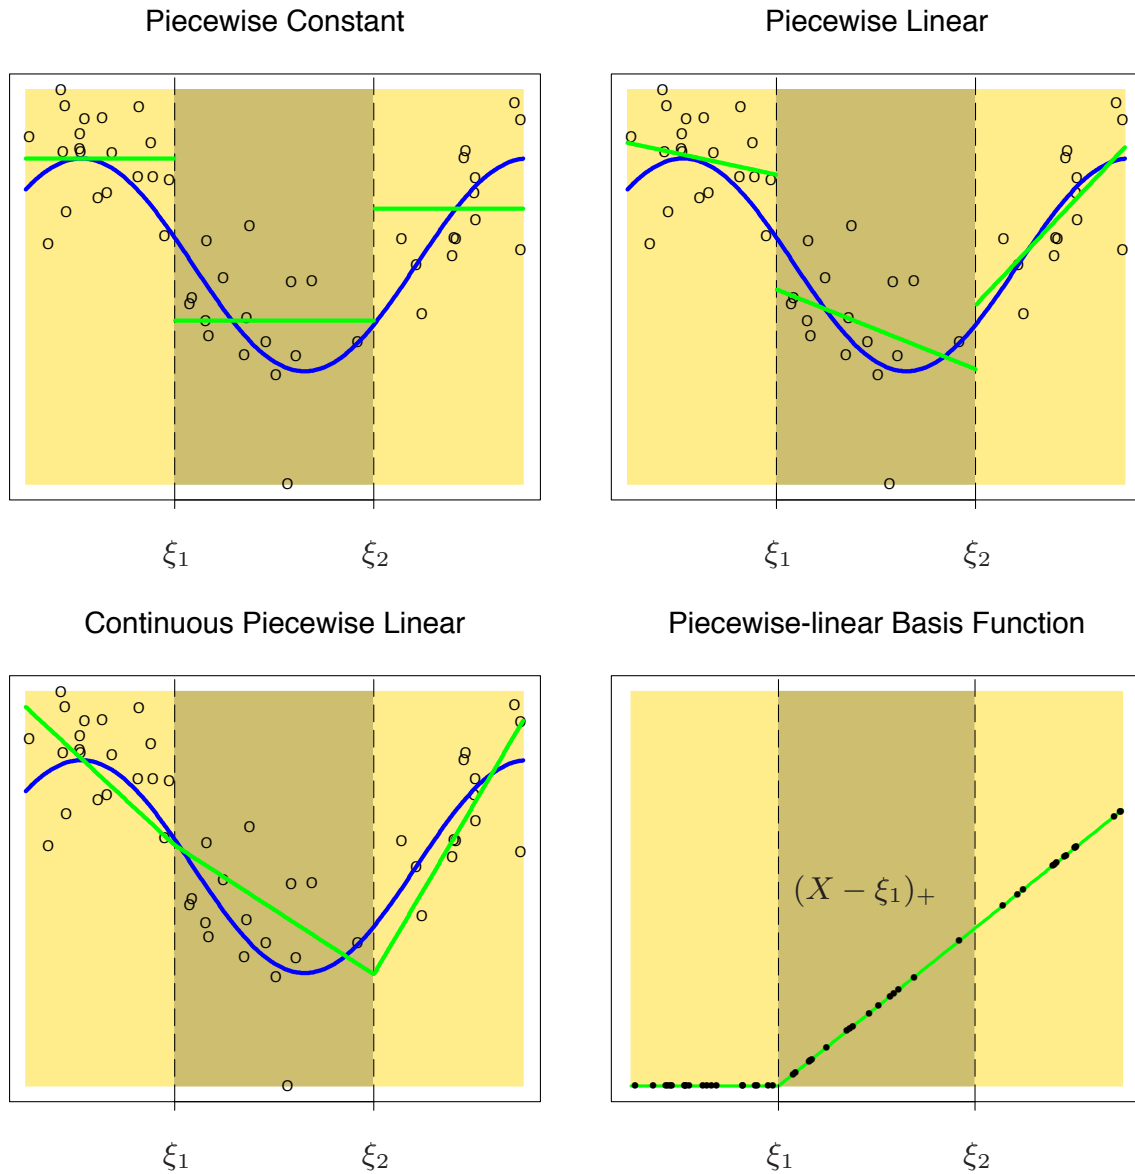 Piecewise Constant
Piecewise Linear
ξ₁ ξ₂
ξ₁ ξ₂
Continuous Piecewise Linear
Piecewise-linear Basis Function
(X − ξ₁)₊
ξ₁ ξ₂
ξ₁ ξ₂